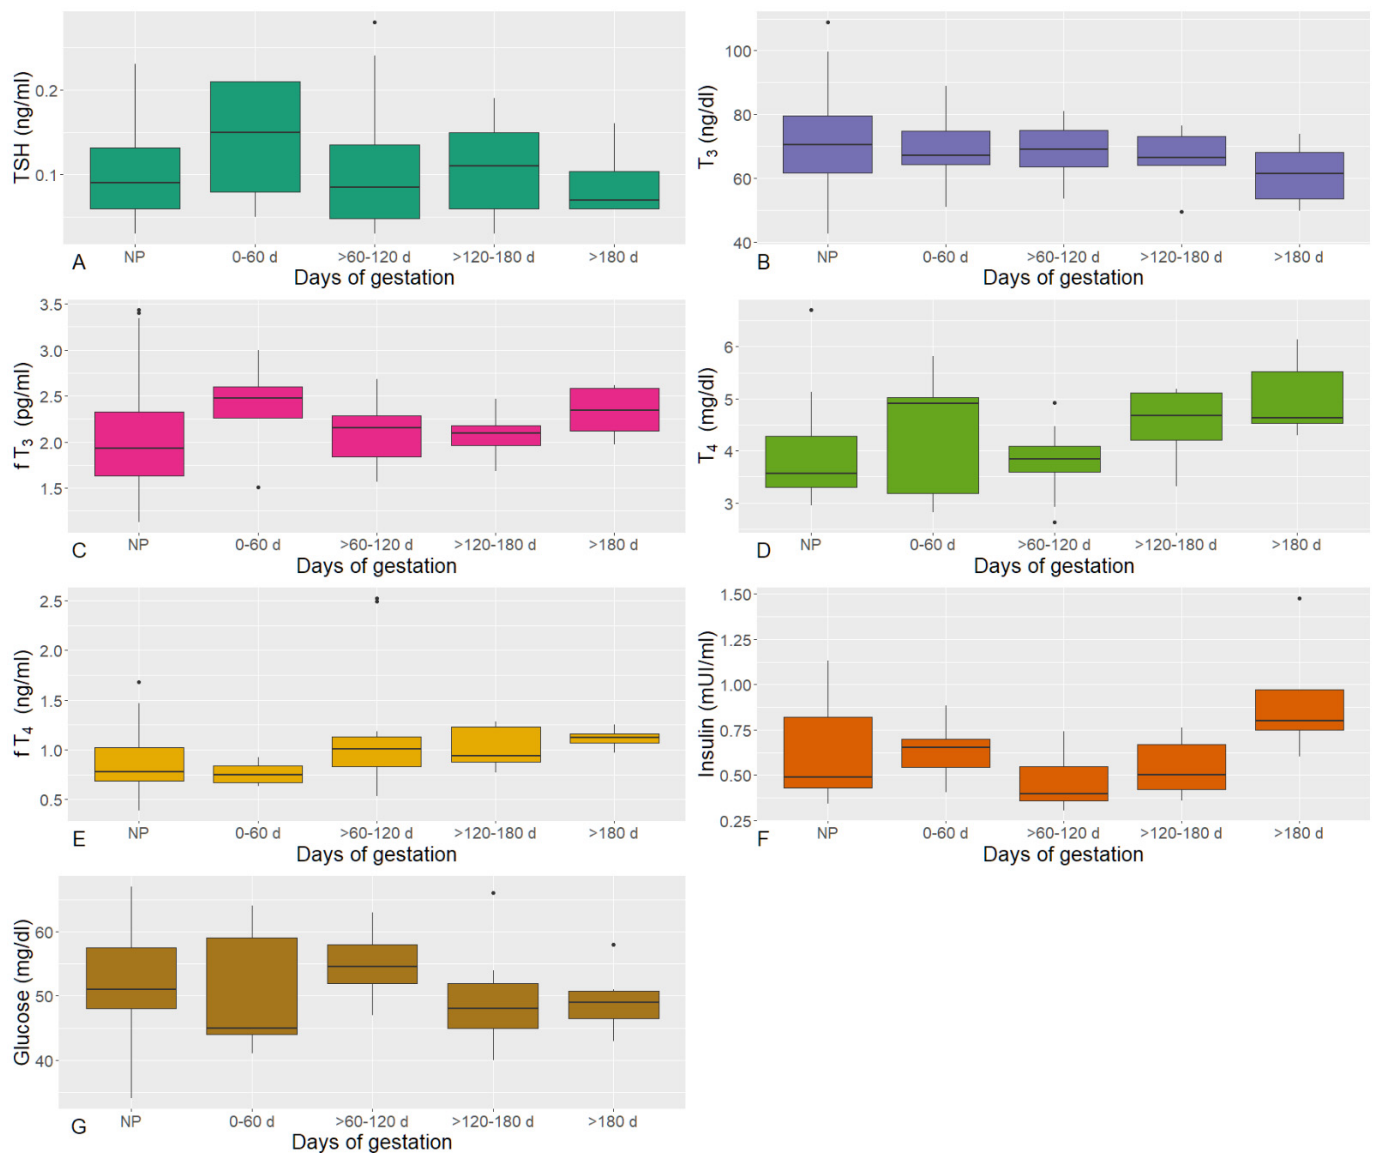 TSH (ng/ml)
0.2
0.1
NP 0-60 d >60-120 d >120-180 d >180 d
A
Days of gestation
T3 (ng/dl)
100
80
60
40
NP 0-60 d >60-120 d >120-180 d >180 d
B
Days of gestation
f T3 (pg/ml)
3.5
3.0
2.5
2.0
1.5
NP 0-60 d >60-120 d >120-180 d >180 d
C
Days of gestation
T4 (mg/dl)
6
5
4
3
NP 0-60 d >60-120 d >120-180 d >180 d
D
Days of gestation
f T4 (ng/ml)
2.5
2.0
1.5
1.0
0.5
NP 0-60 d >60-120 d >120-180 d >180 d
E
Days of gestation
Insulin (mUI/ml)
1.50
1.25
1.00
0.75
0.50
0.25
NP 0-60 d >60-120 d >120-180 d >180 d
F
Days of gestation
Glucose (mg/dl)
60
50
40
NP 0-60 d >60-120 d >120-180 d >180 d
G
Days of gestation